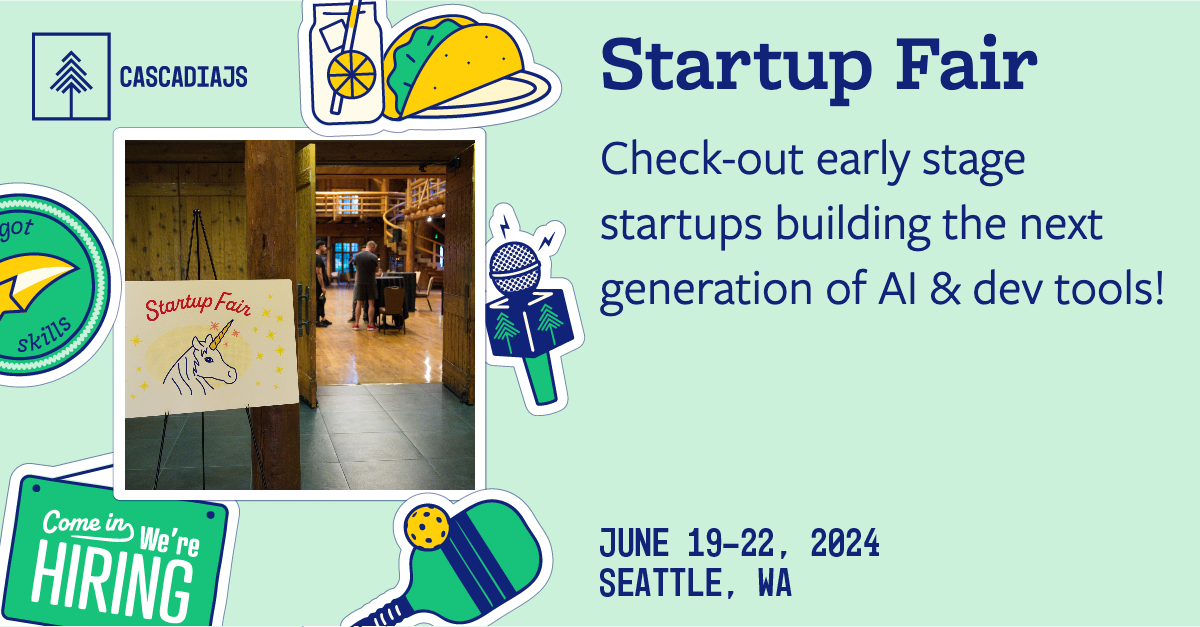 CASCADIAJS
Startup Fair
Check-out early stage
startups building the next
generation of AI & dev tools!
got
skills
Startup Fair
Come in
We're
HIRING
JUNE 19-22, 2024
SEATTLE, WA